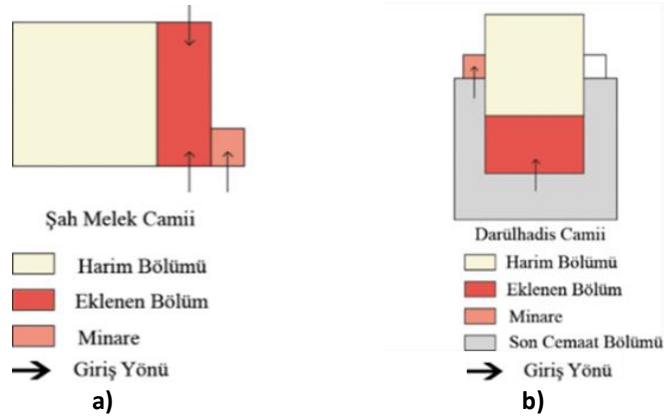 Şah Melek Camii
Harim Bölümü
Eklenen Bölüm
Minare
Giriş Yönü
a)
Darülhadis Camii
Harim Bölümü
Eklenen Bölüm
Minare
Son Cemaat Bölümü
Giriş Yönü
b)